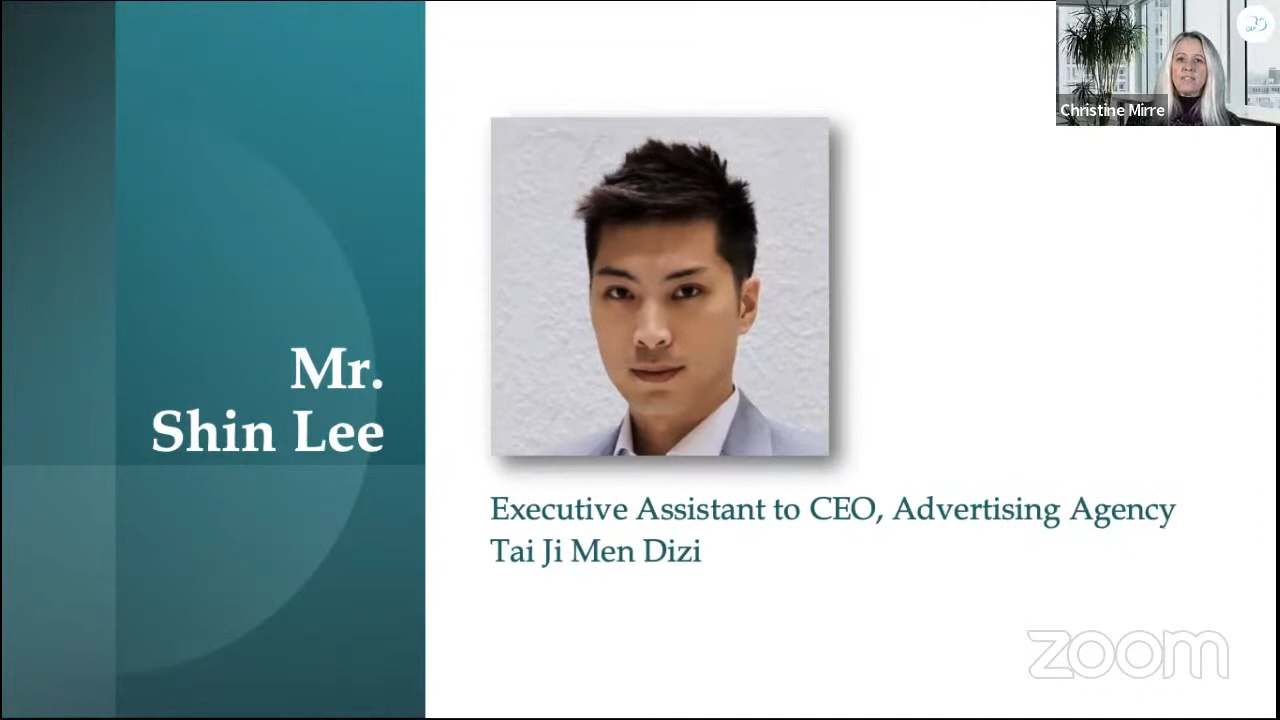 Christine Mirre
Mr.
Shin Lee
Executive Assistant to CEO, Advertising Agency
Tai Ji Men Dizi
zoom